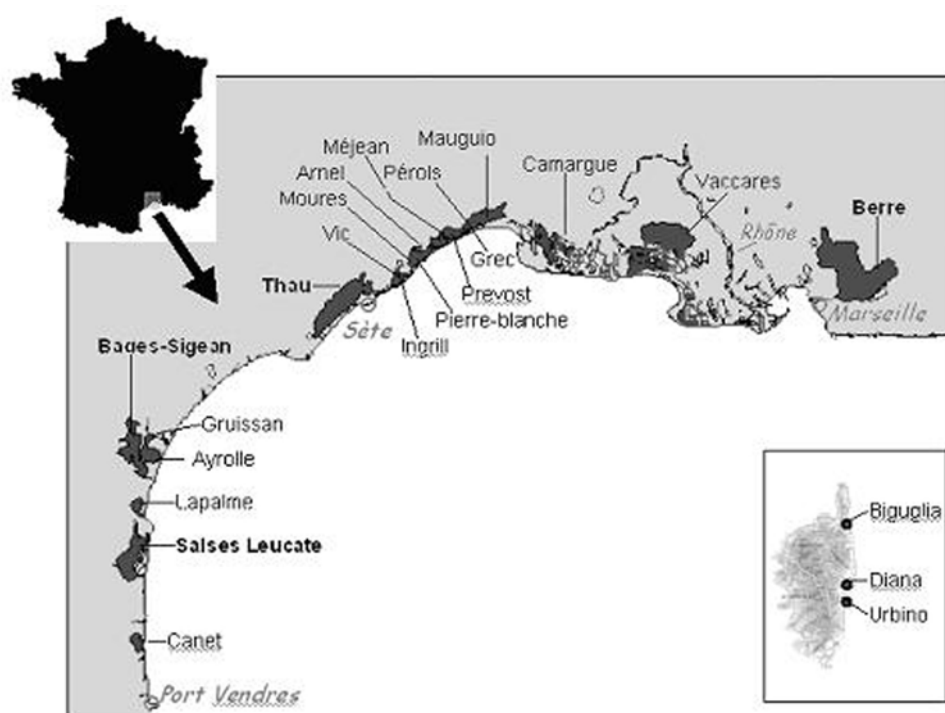 Mauguio
Méjean
Pérols
Camargue
Arnel
Vaccares
Moures
Berre
Vic
Rhône
Grec
Thau
Prevost
Marseille
Pierre-blanche
Sète
Ingrill
Bages-Sigean
Gruissan
Ayrolle
Lapalme
Salses Leucate
Canet
Port Vendres
Biguglia
Diana
Urbino